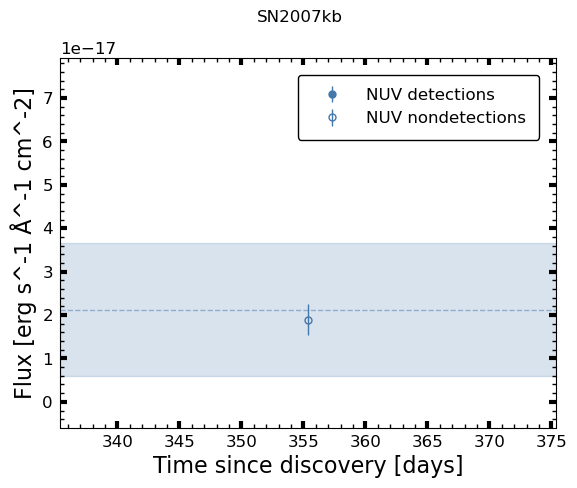 SN2007kb
1e−17
NUV detections
NUV nondetections
7
6
5
4
3
2
1
0
Flux [erg s^-1 Å^-1 cm^-2]
340 345 350 355 360 365 370 375
Time since discovery [days]